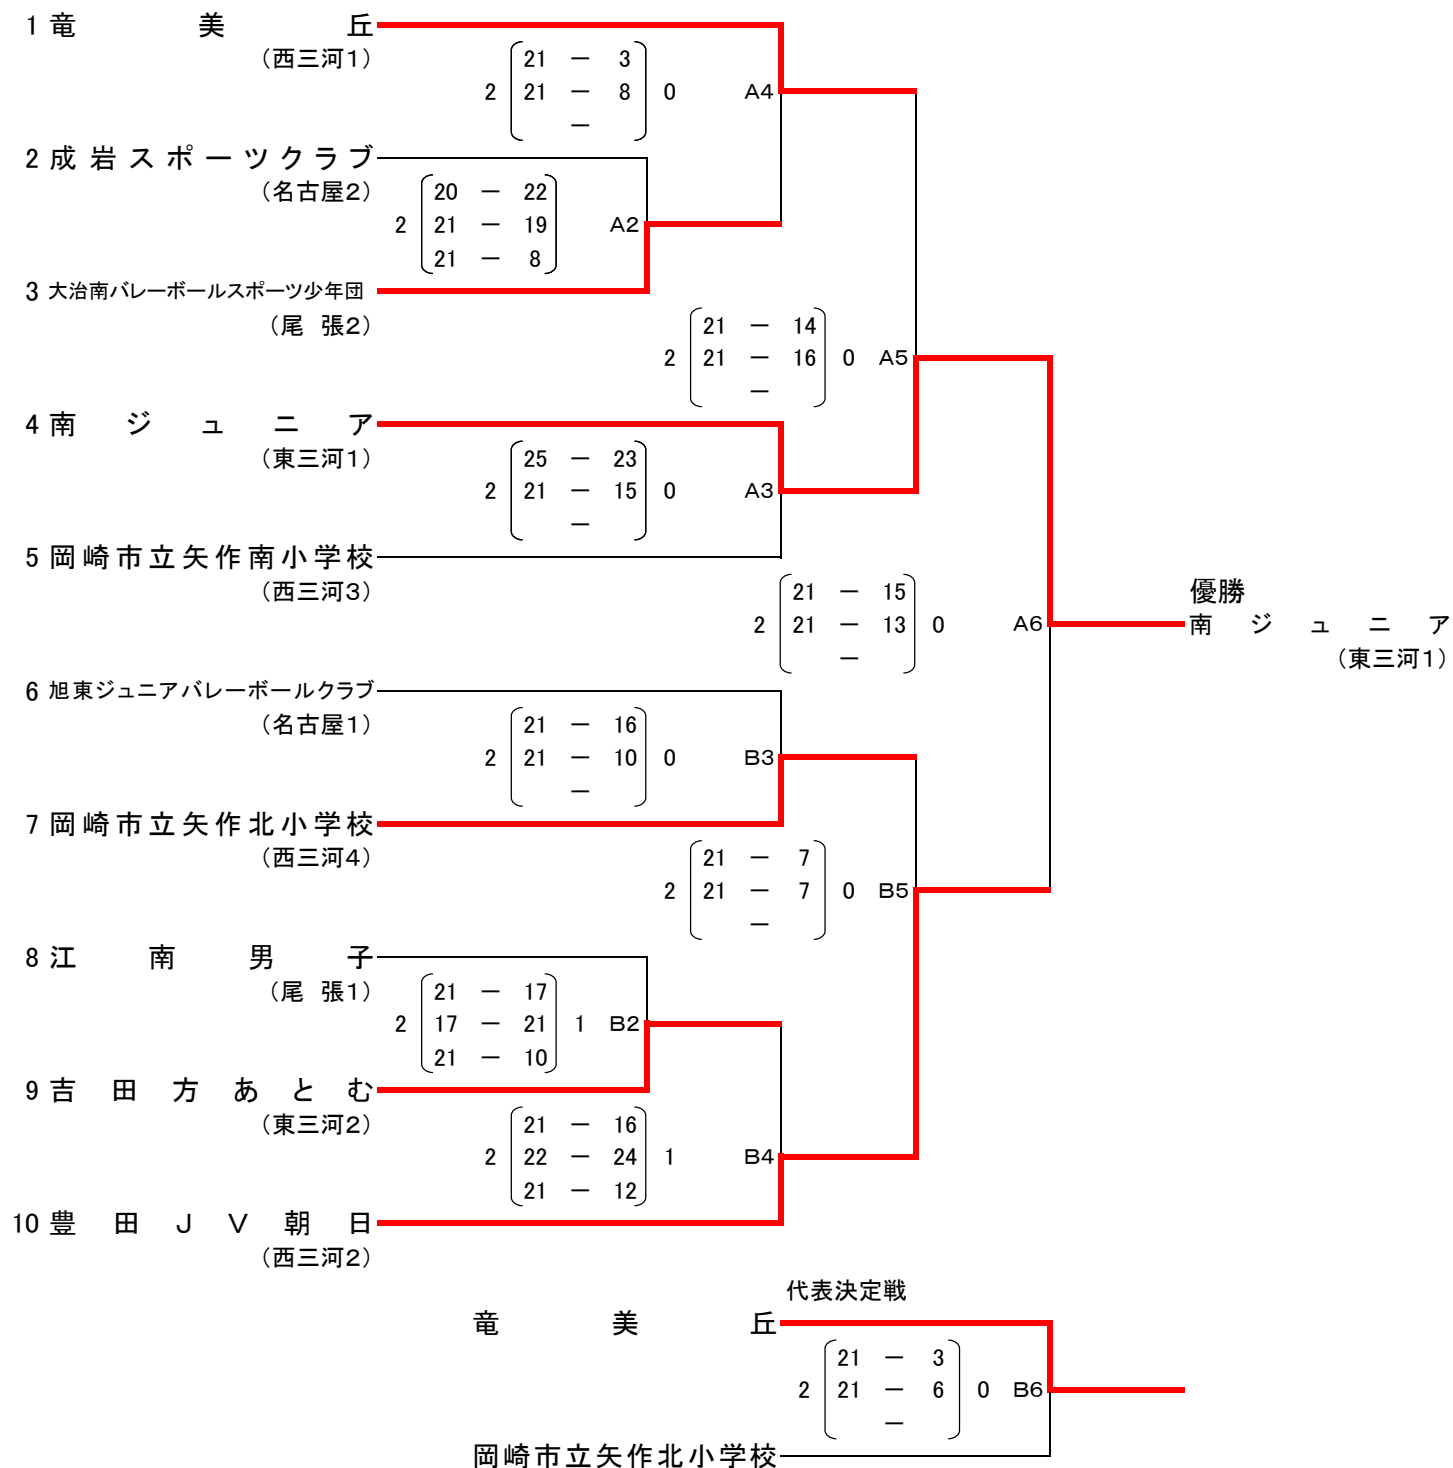 1 竜美丘
（西三河1）
21 － 3
2 21 － 8 0 A4
－
2 成岩スポーツクラブ
（名古屋2）
20 － 22
2 21 － 19 A2
21 － 8
3 大治南バレーボールスポーツ少年団
（尾 張2）
21 － 14
2 21 － 16 0 A5
－
4 南ジュニア
（東三河1）
25 － 23
2 21 － 15 0 A3
－
5 岡崎市立矢作南小学校
（西三河3）
21 － 15
2 21 － 13 0 A6
－
優勝
南ジュニア
（東三河1）
6 旭東ジュニアバレーボールクラブ
（名古屋1）
21 － 16
2 21 － 10 0 B3
－
7 岡崎市立矢作北小学校
（西三河4）
21 － 7
2 21 － 7 0 B5
－
8 江南男子
（尾 張1）
21 － 17
2 17 － 21 1 B2
21 － 10
9 吉田方あとむ
（東三河2）
21 － 16
2 22 － 24 1 B4
21 － 12
10 豊田ＪＶ朝日
（西三河2）
代表決定戦
竜美丘
21 － 3
2 21 － 6 0 B6
－
岡崎市立矢作北小学校